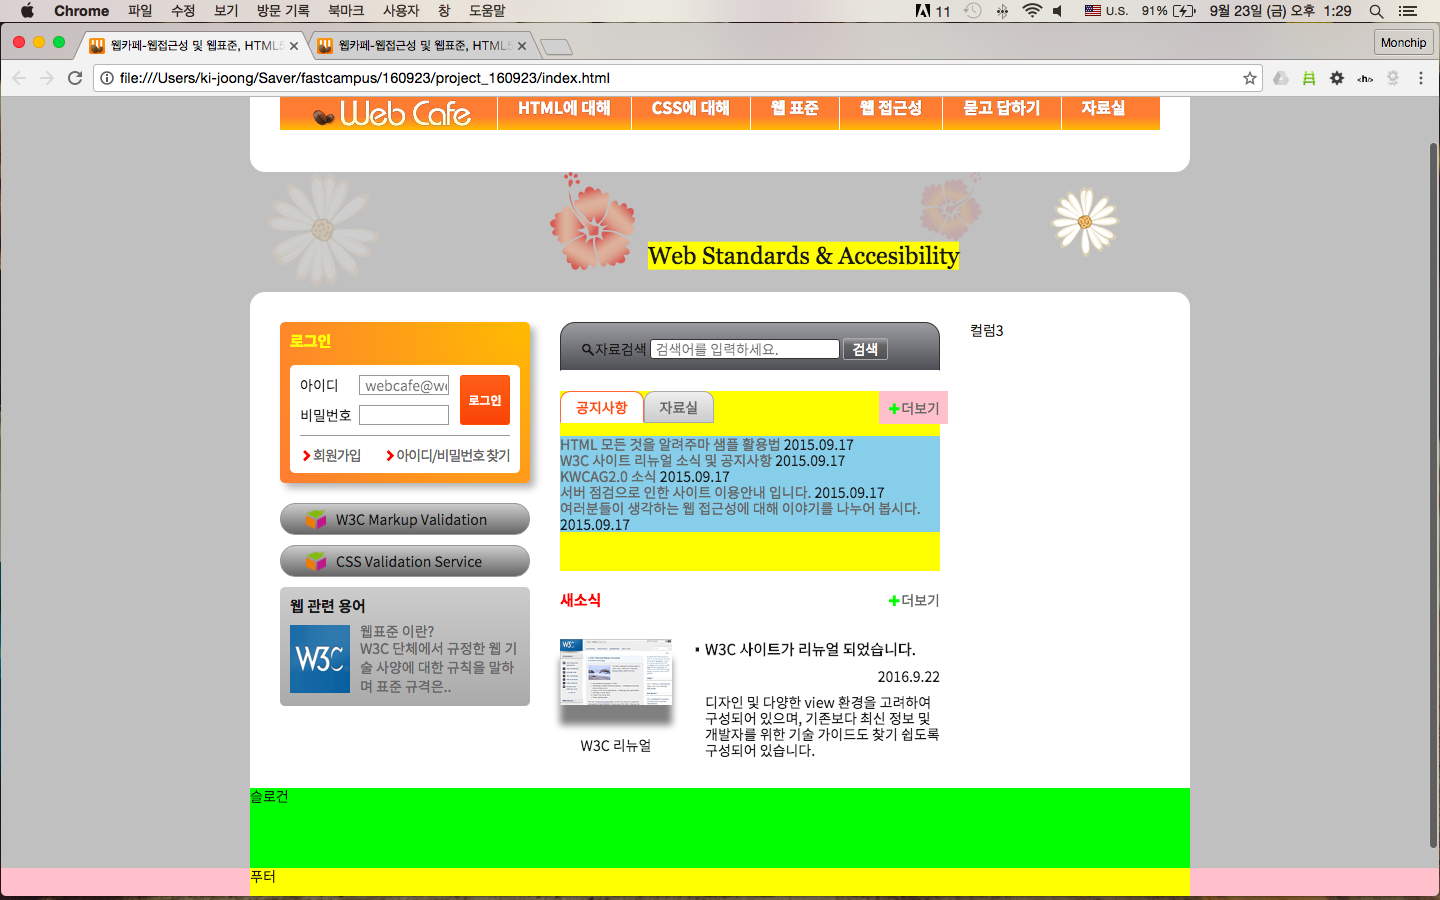 Chrome 파일 수정 보기 방문 기록 북마크 사용자 창 도움말 11 U.S. 91% 9월 23일 (금) 오후 1:29
웹카페-웹접근성 및 웹표준, HTML5 웹카페-웹접근성 및 웹표준, HTML5 Monchip
file:///Users/ki-joong/Saver/fastcampus/160923/project_160923/index.html
Web Cafe HTML에 대해 CSS에 대해 웹 표준 웹 접근성 묻고 답하기 자료실
Web Standards & Accesibility
로그인
아이디 webcafe@we
비밀번호
로그인
회원가입 아이디/비밀번호 찾기
W3C Markup Validation
CSS Validation Service
웹 관련 용어
W3C
웹표준 이란?
W3C 단체에서 규정한 웹 기
술 사양에 대한 규칙을 말하
며 표준 규격은..
자료검색 검색어를 입력하세요. 검색
공지사항 자료실 더보기
HTML 모든 것을 알려주마 샘플 활용법 2015.09.17
W3C 사이트 리뉴얼 소식 및 공지사항 2015.09.17
KWCAG2.0 소식 2015.09.17
서버 점검으로 인한 사이트 이용안내 입니다. 2015.09.17
여러분들이 생각하는 웹 접근성에 대해 이야기를 나누어 봅시다.
2015.09.17
새소식 더보기
W3C
W3C 리뉴얼
W3C 사이트가 리뉴얼 되었습니다.
2016.9.22
디자인 및 다양한 view 환경을 고려하여
구성되어 있으며, 기존보다 최신 정보 및
개발자를 위한 기술 가이드도 찾기 쉽도록
구성되어 있습니다.
컬럼3
슬로건
푸터